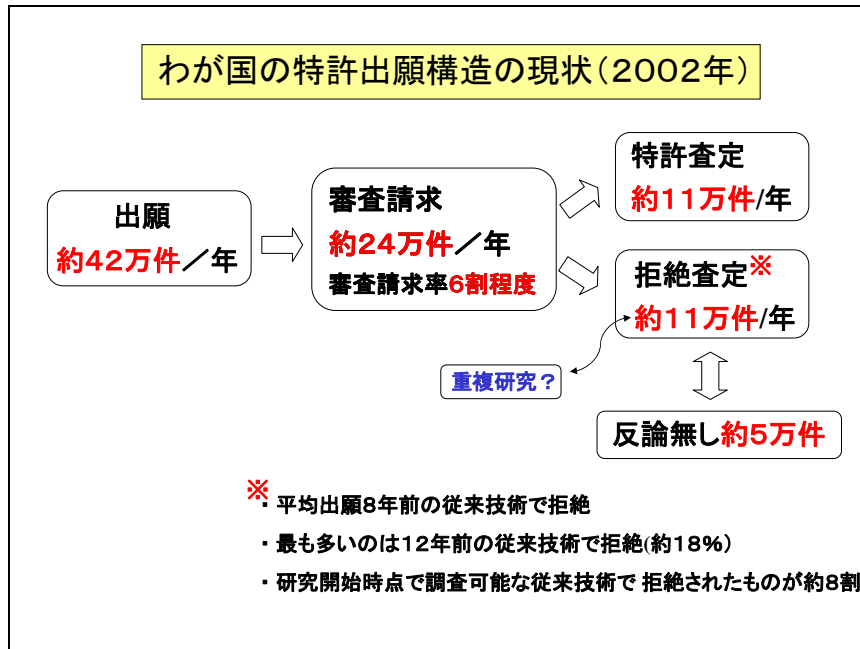 わが国の特許出願構造の現状（２００２年）
出願
約４２万件／年
審査請求
約２４万件／年
審査請求率６割程度
特許査定
約１１万件/年
拒絶査定※
約１１万件/年
重複研究？
反論無し約５万件
※
・ 平均出願８年前の従来技術で拒絶
・ 最も多いのは１２年前の従来技術で拒絶(約１８％）
・ 研究開始時点で調査可能な従来技術で 拒絶されたものが約８割